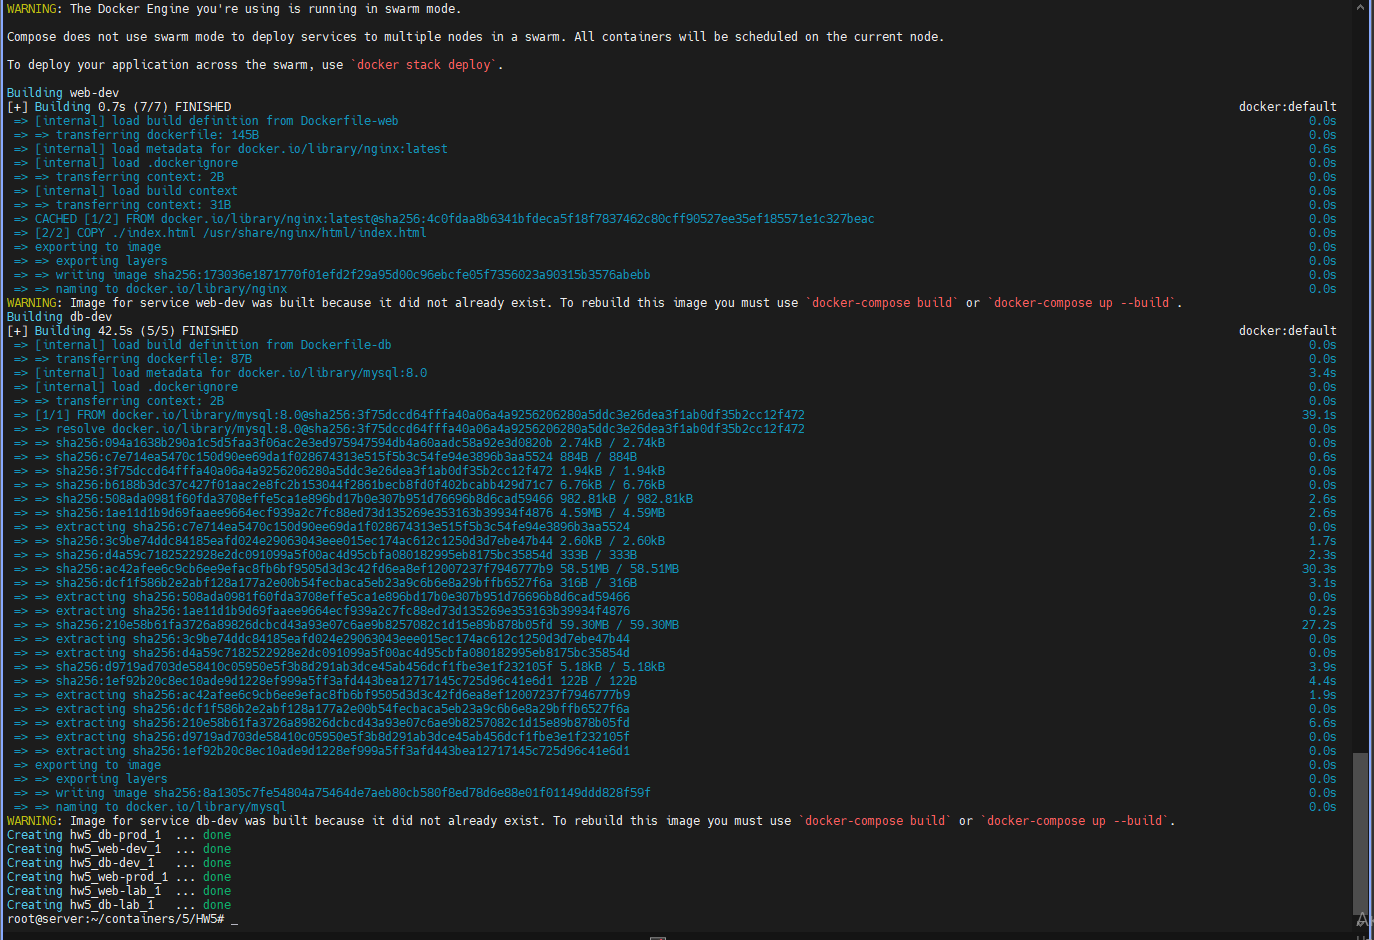 WARNING: The Docker Engine you're using is running in swarm mode.
Compose does not use swarm mode to deploy services to multiple nodes in a swarm. All containers will be scheduled on the current node.
To deploy your application across the swarm, use `docker stack deploy`.
Building web-dev
[+] Building 0.7s (7/7) FINISHED docker:default
=> [internal] load build definition from Dockerfile-web 0.0s
=> => transferring dockerfile: 145B 0.0s
=> [internal] load metadata for docker.io/library/nginx:latest 0.6s
=> [internal] load .dockerignore 0.0s
=> => transferring context: 2B 0.0s
=> [internal] load build context 0.0s
=> => transferring context: 31B 0.0s
=> CACHED [1/2] FROM docker.io/library/nginx:latest@sha256:4c0fdaa8b6341bfdeca5f18f7837462c80cff90527ee35ef185571e1c327beac 0.0s
=> [2/2] COPY ./index.html /usr/share/nginx/html/index.html 0.0s
=> exporting to image 0.0s
=> => exporting layers 0.0s
=> => writing image sha256:173036e1871770f01efd2f29a95d00c96ebcfe05f7356023a90315b3576abebb 0.0s
=> => naming to docker.io/library/nginx 0.0s
WARNING: Image for service web-dev was built because it did not already exist. To rebuild this image you must use `docker-compose build` or `docker-compose up --build`.
Building db-dev
[+] Building 42.5s (5/5) FINISHED docker:default
=> [internal] load build definition from Dockerfile-db 0.0s
=> => transferring dockerfile: 87B 0.0s
=> [internal] load metadata for docker.io/library/mysql:8.0 3.4s
=> [internal] load .dockerignore 0.0s
=> => transferring context: 2B 0.0s
=> [1/1] FROM docker.io/library/mysql:8.0@sha256:3f75dccd64fffa40a06a4a9256206280a5ddc3e26dea3f1ab0df35b2cc12f472 39.1s
=> => resolve docker.io/library/mysql:8.0@sha256:3f75dccd64fffa40a06a4a9256206280a5ddc3e26dea3f1ab0df35b2cc12f472 0.0s
=> => sha256:094a1638b290a1c5d5faa3f06ac2e3ed975947594db4a60aadc58a92e3d0820b 2.74kB / 2.74kB 0.0s
=> => sha256:c7e714ea5470c150d90ee69da1f028674313e515f5b3c54fe94e3896b3aa5524 884B / 884B 0.6s
=> => sha256:3f75dccd64fffa40a06a4a9256206280a5ddc3e26dea3f1ab0df35b2cc12f472 1.94kB / 1.94kB 0.0s
=> => sha256:b6188b3dc37c427f01aac2e8fc2b153044f2861becb8fd0f402bcabb429d71c7 6.76kB / 6.76kB 0.0s
=> => sha256:508ada0981f60fda3708effe5ca1e896bd17b0e307b951d76696b8d6cad59466 982.81kB / 982.81kB 2.6s
=> => sha256:1ae11d1b9d69faaee9664ecf939a2c7fc88ed73d135269e353163b39934f4876 4.59MB / 4.59MB 2.6s
=> => extracting sha256:c7e714ea5470c150d90ee69da1f028674313e515f5b3c54fe94e3896b3aa5524 0.0s
=> => sha256:3c9be74ddc84185eafd024e29063043eee015ec174ac612c1250d3d7ebe47b44 2.60kB / 2.60kB 1.7s
=> => sha256:d4a59c7182522928e2dc091099a5f00ac4d95cbfa080182995eb8175bc35854d 333B / 333B 2.3s
=> => sha256:ac42afee6c9cb6ee9efac8fb6bf9505d3d3c42fd6ea8ef12007237f7946777b9 58.51MB / 58.51MB 30.3s
=> => sha256:dcf1f586b2e2abf128a177a2e00b54fecbaca5eb23a9c6b6e8a29bffb6527f6a 316B / 316B 3.1s
=> => extracting sha256:508ada0981f60fda3708effe5ca1e896bd17b0e307b951d76696b8d6cad59466 0.0s
=> => extracting sha256:1ae11d1b9d69faaee9664ecf939a2c7fc88ed73d135269e353163b39934f4876 0.2s
=> => sha256:210e58b61fa3726a89826dcbcd43a93e07c6ae9b8257082c1d15e89b878b05fd 59.30MB / 59.30MB 27.2s
=> => extracting sha256:3c9be74ddc84185eafd024e29063043eee015ec174ac612c1250d3d7ebe47b44 0.0s
=> => extracting sha256:d4a59c7182522928e2dc091099a5f00ac4d95cbfa080182995eb8175bc35854d 0.0s
=> => sha256:d9719ad703de58410c05950e5f3b8d291ab3dce45ab456dcf1fbe3e1f232105f 5.18kB / 5.18kB 3.9s
=> => sha256:1ef92b20c8ec10ade9d1228ef999a5ff3afd443bea12717145c725d96c41e6d1 122B / 122B 4.4s
=> => extracting sha256:ac42afee6c9cb6ee9efac8fb6bf9505d3d3c42fd6ea8ef12007237f7946777b9 1.9s
=> => extracting sha256:dcf1f586b2e2abf128a177a2e00b54fecbaca5eb23a9c6b6e8a29bffb6527f6a 0.0s
=> => extracting sha256:210e58b61fa3726a89826dcbcd43a93e07c6ae9b8257082c1d15e89b878b05fd 6.6s
=> => extracting sha256:d9719ad703de58410c05950e5f3b8d291ab3dce45ab456dcf1fbe3e1f232105f 0.0s
=> => extracting sha256:1ef92b20c8ec10ade9d1228ef999a5ff3afd443bea12717145c725d96c41e6d1 0.0s
=> exporting to image 0.0s
=> => exporting layers 0.0s
=> => writing image sha256:8a1305c7fe54804a75464de7aeb80cb580f8ed78d6e88e01f01149ddd828f59f 0.0s
=> => naming to docker.io/library/mysql 0.0s
WARNING: Image for service db-dev was built because it did not already exist. To rebuild this image you must use `docker-compose build` or `docker-compose up --build`.
Creating hw5_db-prod_1 ... done
Creating hw5_web-dev_1 ... done
Creating hw5_db-dev_1 ... done
Creating hw5_web-prod_1 ... done
Creating hw5_web-lab_1 ... done
Creating hw5_db-lab_1 ... done
root@server:~/containers/5/HW5# _